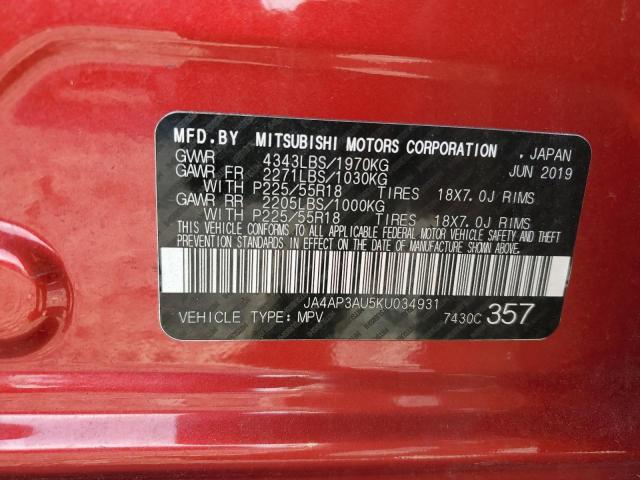 MFD.BY MITSUBISHI MOTORS CORPORATION , JAPAN
GVWR 4343LBS/1970KG JUN 2019
GAWR FR 2271LBS/1030KG
WITH P225/55R18 TIRES 18X7.0J RIMS
GAWR RR 2205LBS/1000KG
WITH P225/55R18 TIRES 18X7.0J RIMS
THIS VEHICLE CONFORMS TO ALL APPLICABLE FEDERAL MOTOR VEHICLE SAFETY AND THEFT
PREVENTION STANDARDS IN EFFECT ON THE DATE OF MANUFACTURE SHOWN ABOVE.
JA4AP3AU5KU034931
VEHICLE TYPE: MPV 7430C 357